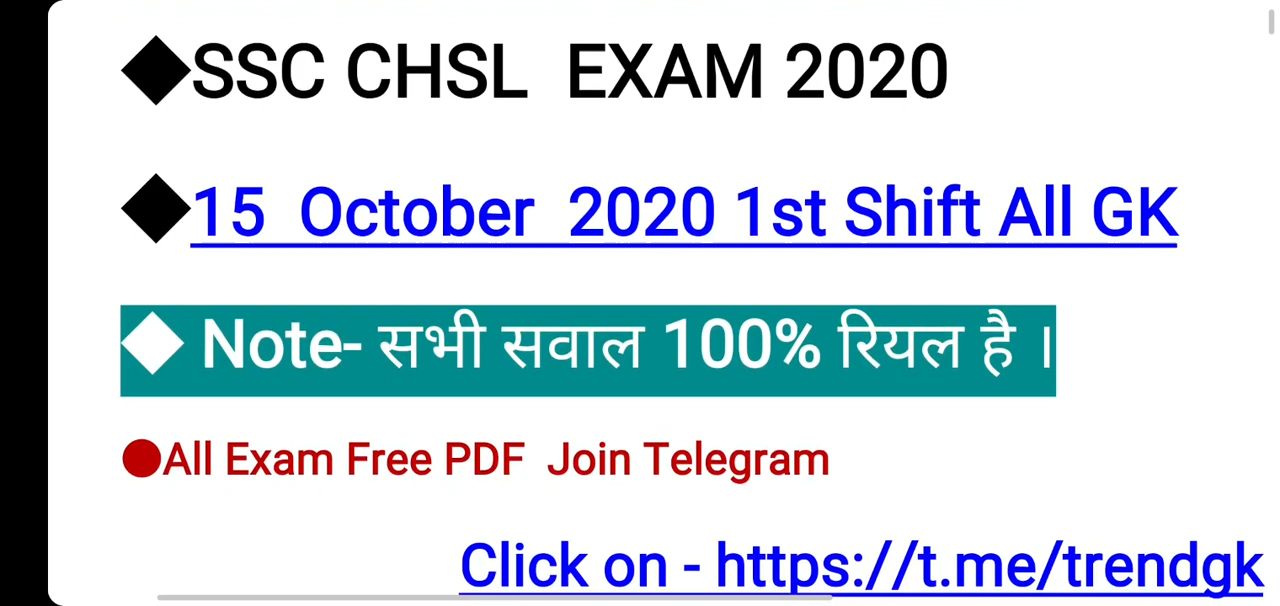 ◆SSC CHSL EXAM 2020
◆15 October 2020 1st Shift All GK
◆ Note- सभी सवाल 100% रियल है ।
●All Exam Free PDF Join Telegram
Click on - https://t.me/trendgk